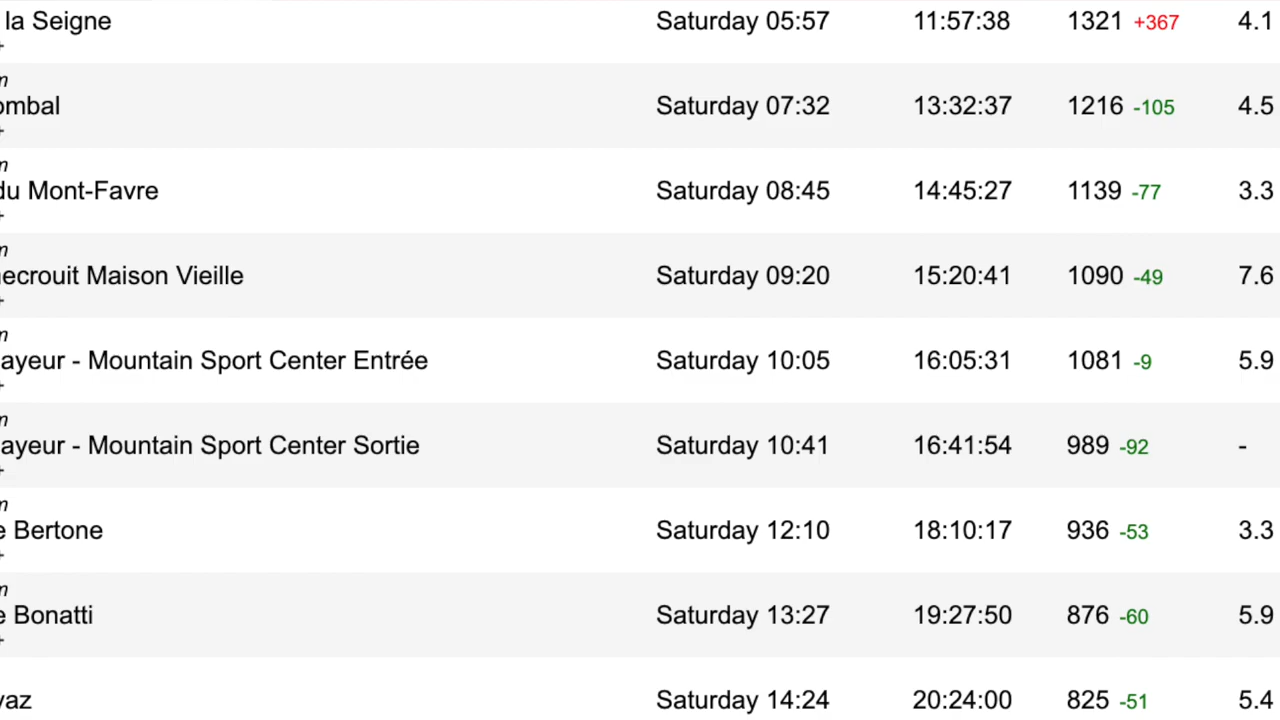 la Seigne Saturday 05:57 11:57:38 1321 +367 4.1
Saturday 07:32 13:32:37 1216 -105 4.5
du Mont-Favre Saturday 08:45 14:45:27 1139 -77 3.3
Maison Vieille Saturday 09:20 15:20:41 1090 -49 7.6
ayeur - Mountain Sport Center Entrée Saturday 10:05 16:05:31 1081 -9 5.9
ayeur - Mountain Sport Center Sortie Saturday 10:41 16:41:54 989 -92 -
Bertone Saturday 12:10 18:10:17 936 -53 3.3
Bonatti Saturday 13:27 19:27:50 876 -60 5.9
Saturday 14:24 20:24:00 825 -51 5.4